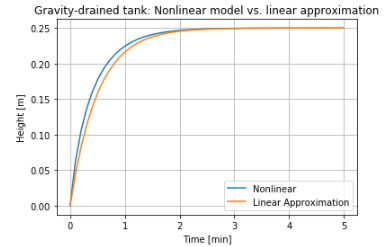 Gravity-drained tank: Nonlinear model vs. linear approximation
0.25
0.20
0.15
0.10
0.05
0.00
Height [m]
Nonlinear
Linear Approximation
0 1 2 3 4 5
Time [min]